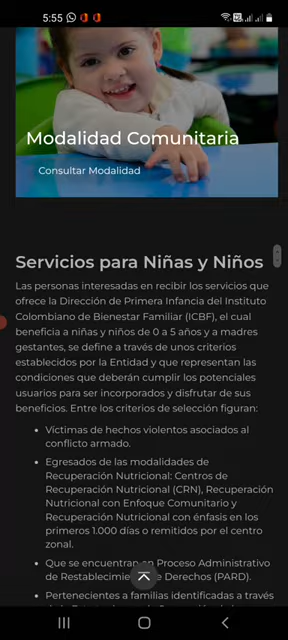 5:55
Modalidad Comunitaria
Consultar Modalidad
Servicios para Niñas y Niños
Las personas interesadas en recibir los servicios que
ofrece la Dirección de Primera Infancia del Instituto
Colombiano de Bienestar Familiar (ICBF), el cual
beneficia a niñas y niños de 0 a 5 años y a madres
gestantes, se define a través de unos criterios
establecidos por la Entidad y que representan las
condiciones que deberán cumplir los potenciales
usuarios para ser incorporados y disfrutar de sus
beneficios. Entre los criterios de selección figuran:
• Víctimas de hechos violentos asociados al
conflicto armado.
• Egresados de las modalidades de
Recuperación Nutricional: Centros de
Recuperación Nutricional (CRN), Recuperación
Nutricional con Enfoque Comunitario y
Recuperación Nutricional con énfasis en los
primeros 1.000 días o remitidos por el centro
zonal.
• Que se encuentran en Proceso Administrativo
de Restablecimiento de Derechos (PARD).
• Pertenecientes a familias identificadas a través